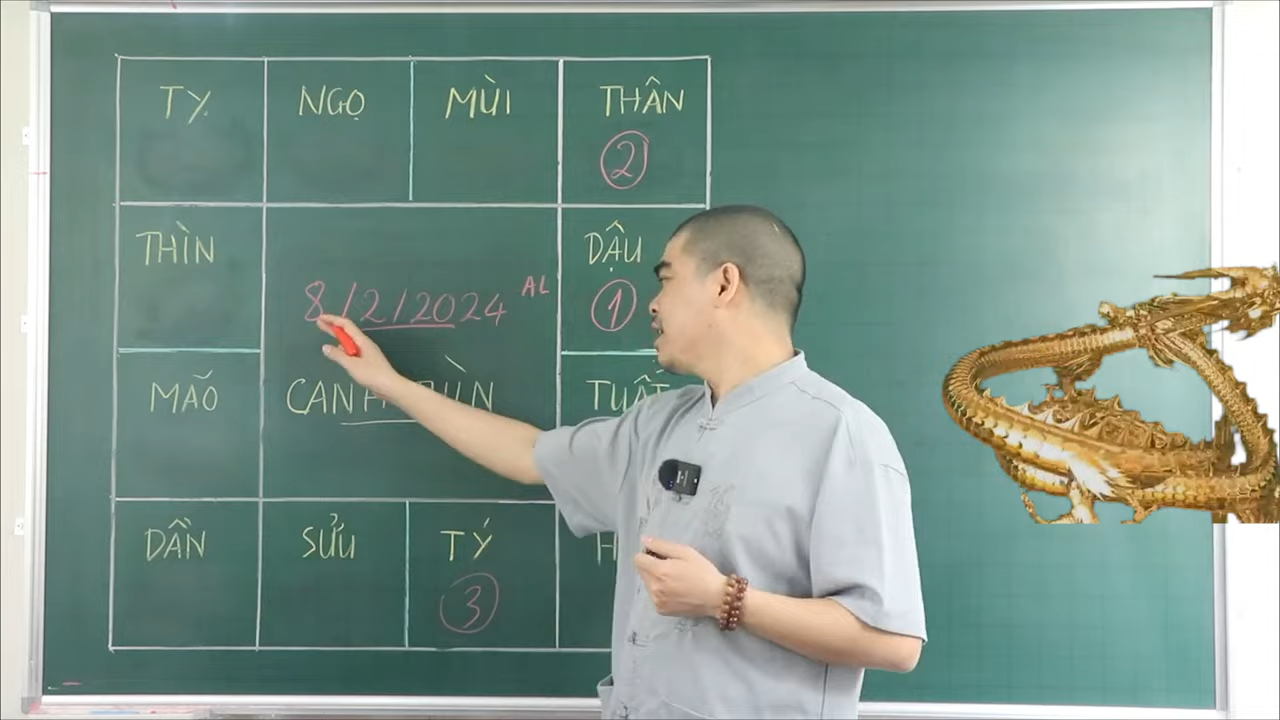 TỴ NGỌ MÙI THÂN
2
THÌN DẬU
8/2/2024 AL 1
MÃO TUẤT
DẦN SỬU TÝ
3